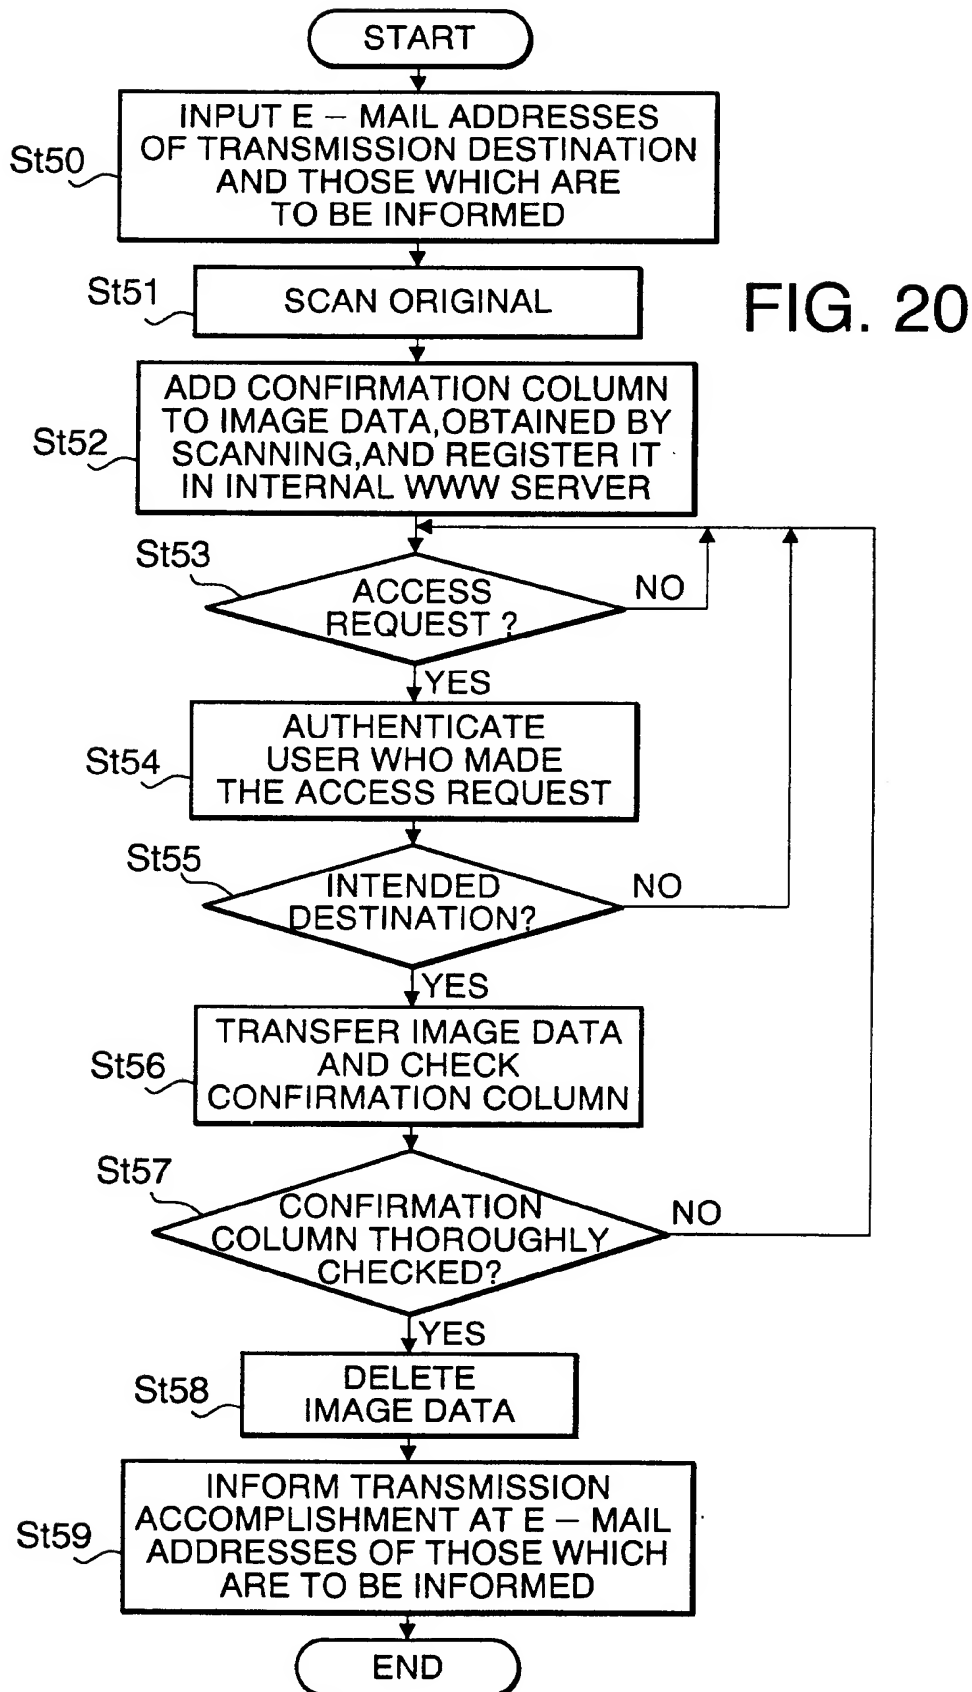 START
INPUT E – MAIL ADDRESSES
OF TRANSMISSION DESTINATION
AND THOSE WHICH ARE
TO BE INFORMED
St50
St51
SCAN ORIGINAL
FIG. 20
ADD CONFIRMATION COLUMN
TO IMAGE DATA,OBTAINED BY
SCANNING,AND REGISTER IT
IN INTERNAL WWW SERVER
St52
St53
ACCESS
REQUEST ?
NO
YES
AUTHENTICATE
USER WHO MADE
THE ACCESS REQUEST
St54
St55
INTENDED
DESTINATION?
NO
YES
TRANSFER IMAGE DATA
AND CHECK
CONFIRMATION COLUMN
St56
St57
CONFIRMATION
COLUMN THOROUGHLY
CHECKED?
NO
YES
DELETE
IMAGE DATA
St58
INFORM TRANSMISSION
ACCOMPLISHMENT AT E – MAIL
ADDRESSES OF THOSE WHICH
ARE TO BE INFORMED
St59
END